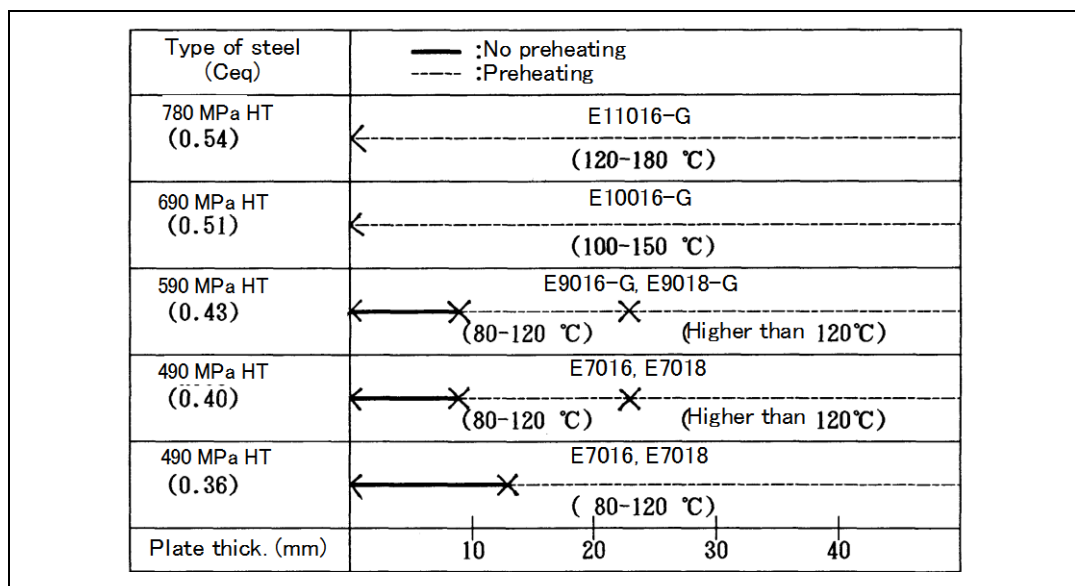 Type of steel
(Ceq)
:No preheating
:Preheating
780 MPa HT
(0.54)
E11016-G
(120-180 ℃)
690 MPa HT
(0.51)
E10016-G
(100-150 ℃)
590 MPa HT
(0.43)
E9016-G, E9018-G
(80-120 ℃) (Higher than 120℃)
490 MPa HT
(0.40)
E7016, E7018
(80-120 ℃) (Higher than 120℃)
490 MPa HT
(0.36)
E7016, E7018
( 80-120 ℃)
Plate thick. (mm) 10 20 30 40